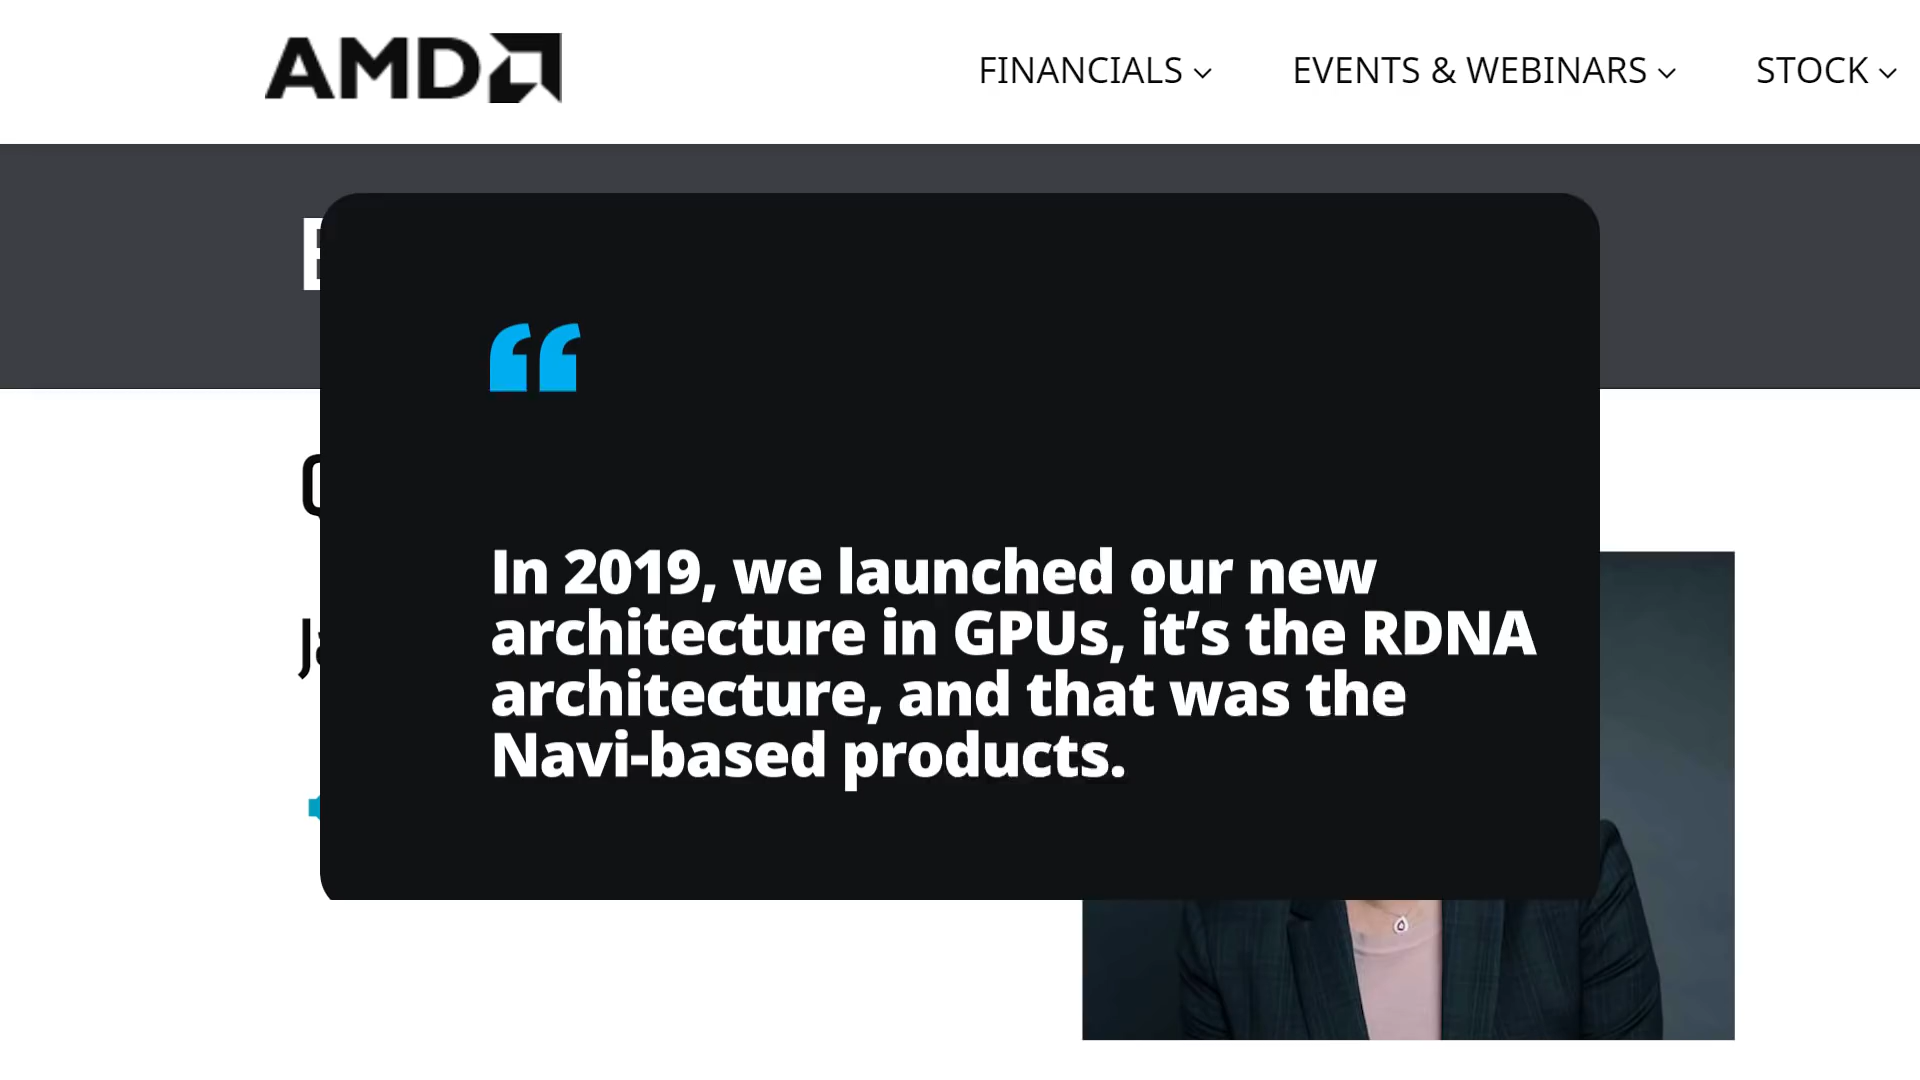 AMD
FINANCIALS EVENTS & WEBINARS STOCK
“
In 2019, we launched our new
architecture in GPUs, it’s the RDNA
architecture, and that was the
Navi-based products.